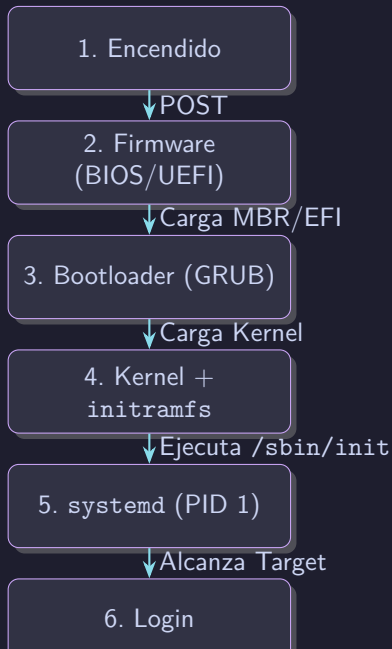 1. Encendido
POST
2. Firmware
(BIOS/UEFI)
Carga MBR/EFI
3. Bootloader (GRUB)
Carga Kernel
4. Kernel +
initramfs
Ejecuta /sbin/init
5. systemd (PID 1)
Alcanza Target
6. Login